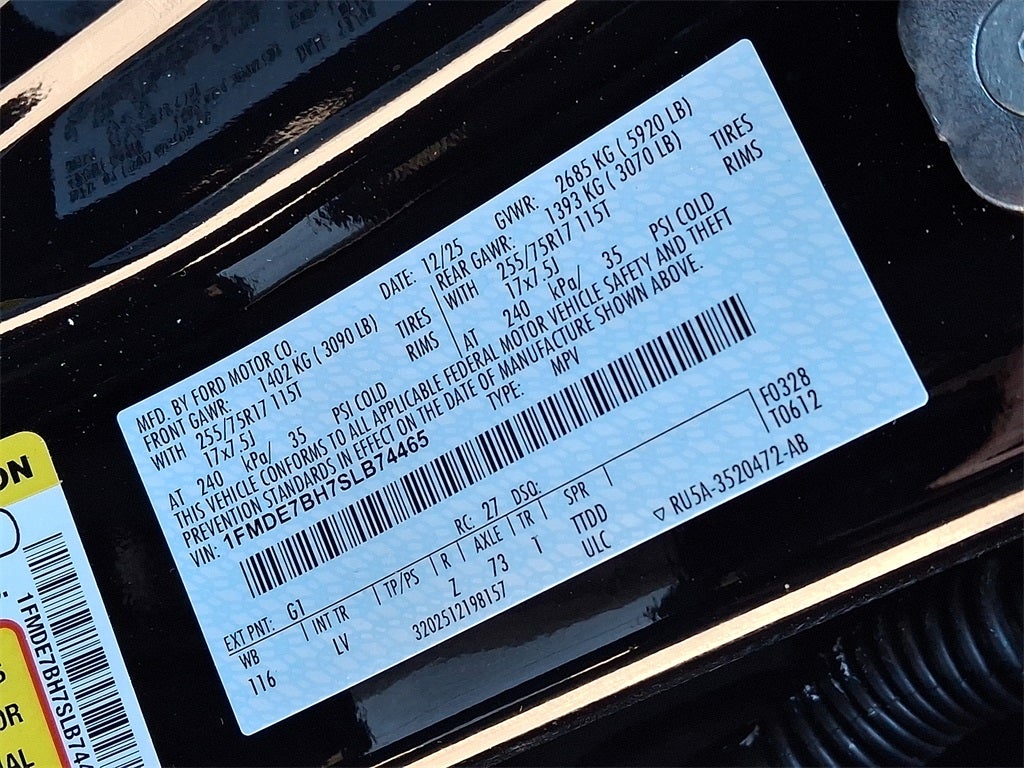 MFD. BY FORD MOTOR CO.
DATE: 12/25
GVWR: 2685 KG ( 5920 LB)
FRONT GAWR: 1402 KG ( 3090 LB)
REAR GAWR: 1393 KG ( 3070 LB)
WITH 255/75R17 115T TIRES
WITH 255/75R17 115T TIRES
17x7.5J RIMS
17x7.5J RIMS
AT 240 kPa/ 35 PSI COLD
AT 240 kPa/ 35 PSI COLD
THIS VEHICLE CONFORMS TO ALL APPLICABLE FEDERAL MOTOR VEHICLE SAFETY AND THEFT
PREVENTION STANDARDS IN EFFECT ON THE DATE OF MANUFACTURE SHOWN ABOVE.
VIN: 1FMDE7BH7SLB74465
TYPE: MPV
F0328
T0612
EXT PNT: G1 RC: 27 DSO:
WB INT TR TP/PS R AXLE TR SPR
116 LV Z 73 T TTDD
ULC
3202512198157
▽ RU5A-3520472-AB
ON
1FMDE7BH7SLB744
OR
AL